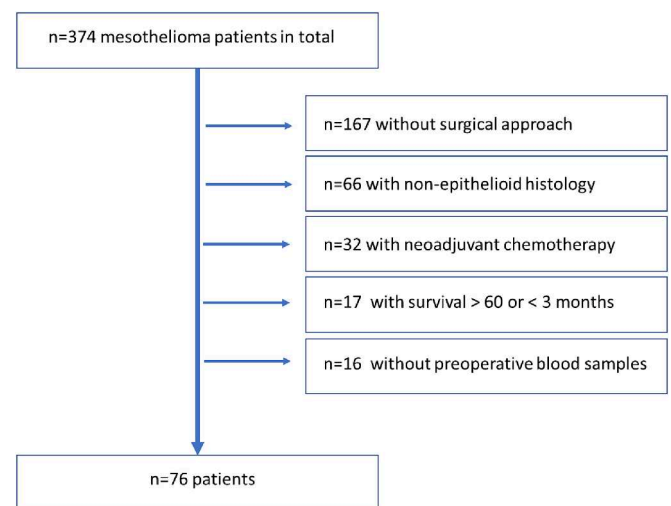 n=374 mesothelioma patients in total
n=167 without surgical approach
n=66 with non-epithelioid histology
n=32 with neoadjuvant chemotherapy
n=17 with survival > 60 or < 3 months
n=16 without preoperative blood samples
n=76 patients